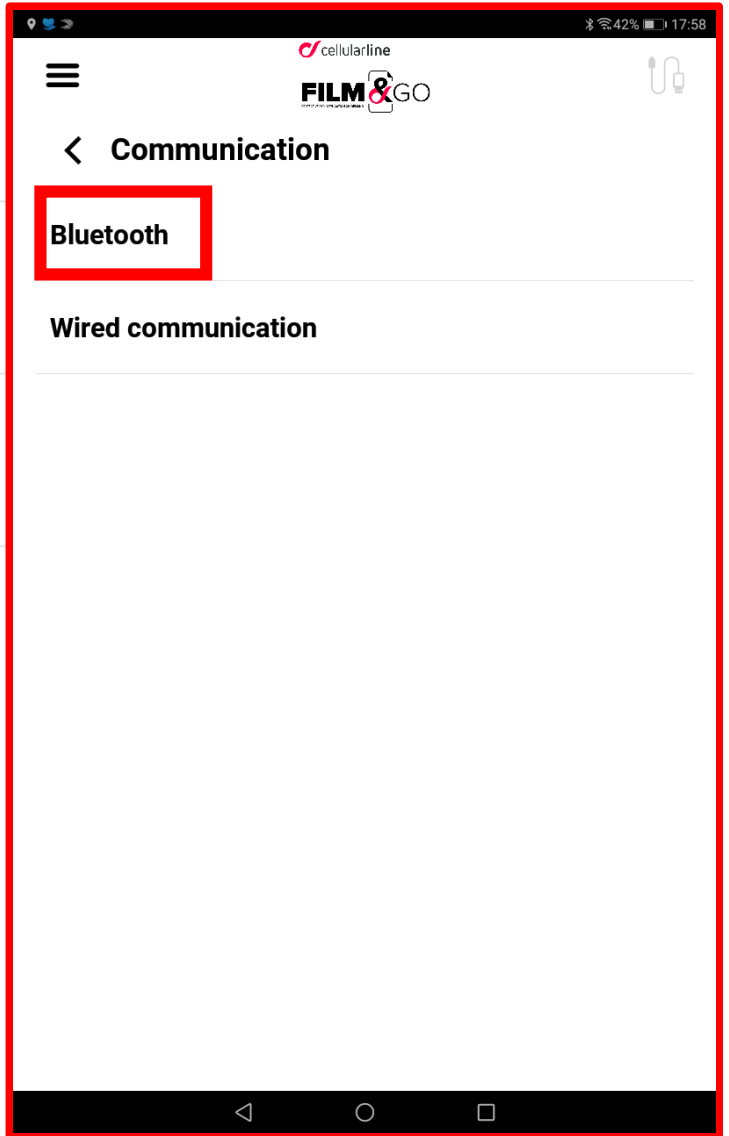 42% 17:58
cellularline
FILM&GO
Communication
Bluetooth
Wired communication